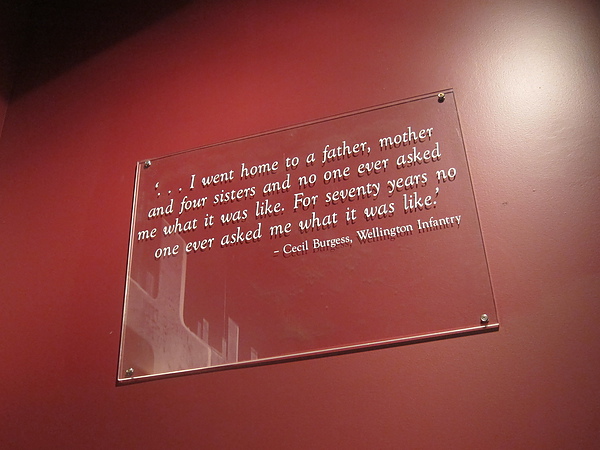 ‘. . . I went home to a father, mother
and four sisters and no one ever asked
me what it was like. For seventy years no
one ever asked me what it was like.’
– Cecil Burgess, Wellington Infantry